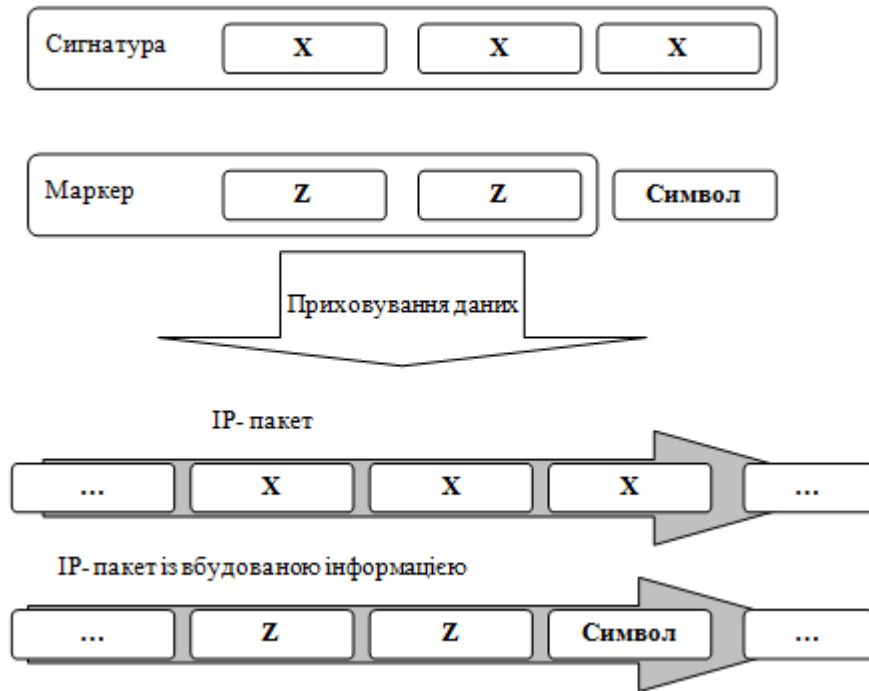 Сигнатура X X X
Маркер Z Z Символ
Приховування даних
IP- пакет
... X X X ...
IP- пакет із вбудованою інформацією
... Z Z Символ ...